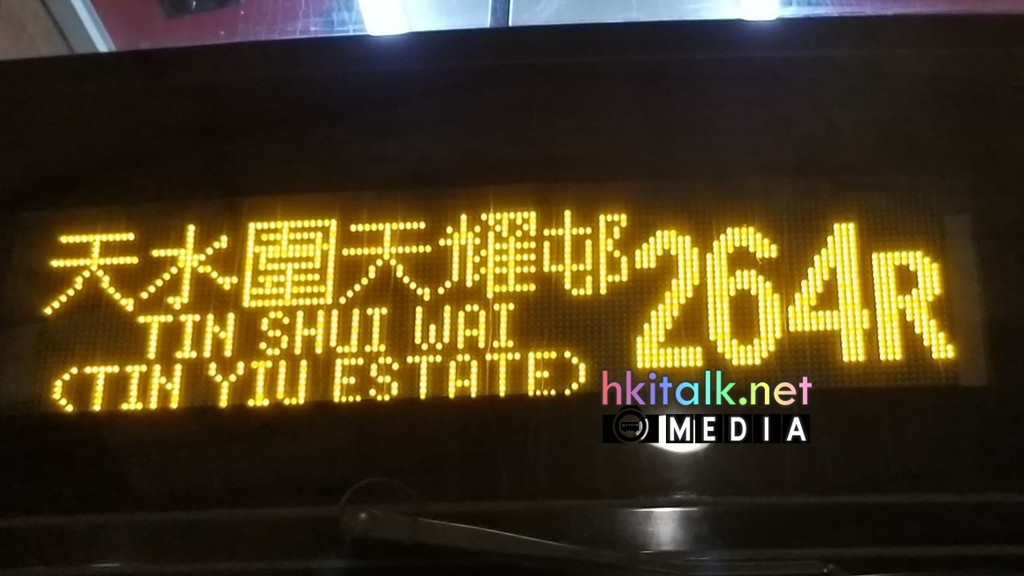 天水圍天耀邨
TIN SHUI WAI
(TIN YIU ESTATE)
264R
hkitalk.net
MEDIA